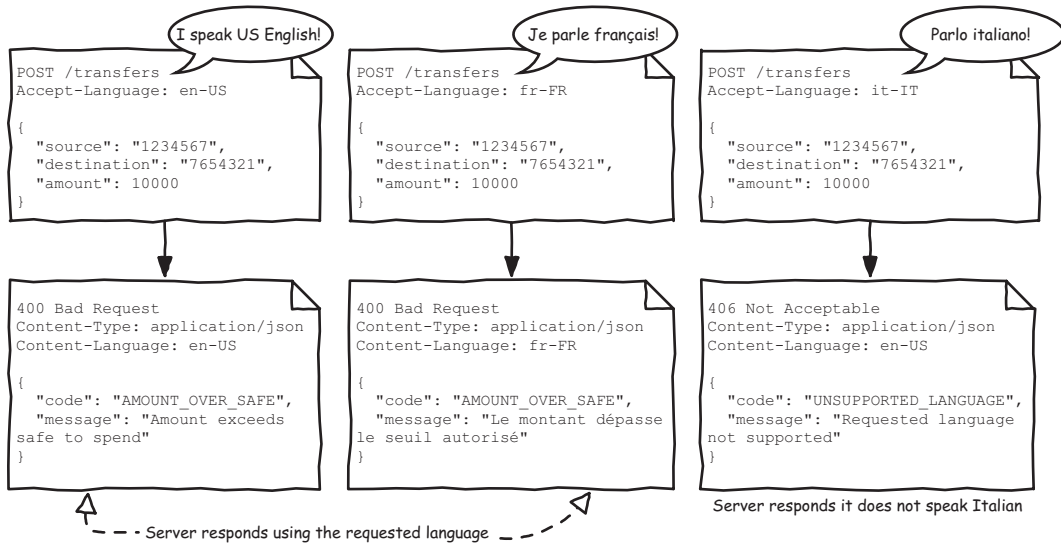 I speak US English!
POST /transfers
Accept-Language: en-US
{
"source": "1234567",
"destination": "7654321",
"amount": 10000
}
Je parle français!
POST /transfers
Accept-Language: fr-FR
{
"source": "1234567",
"destination": "7654321",
"amount": 10000
}
Parlo italiano!
POST /transfers
Accept-Language: it-IT
{
"source": "1234567",
"destination": "7654321",
"amount": 10000
}
400 Bad Request
Content-Type: application/json
Content-Language: en-US
{
"code": "AMOUNT_OVER_SAFE",
"message": "Amount exceeds
safe to spend"
}
400 Bad Request
Content-Type: application/json
Content-Language: fr-FR
{
"code": "AMOUNT_OVER_SAFE",
"message": "Le montant dépasse
le seuil autorisé"
}
406 Not Acceptable
Content-Type: application/json
Content-Language: en-US
{
"code": "UNSUPPORTED_LANGUAGE",
"message": "Requested language
not supported"
}
Server responds using the requested language
Server responds it does not speak Italian